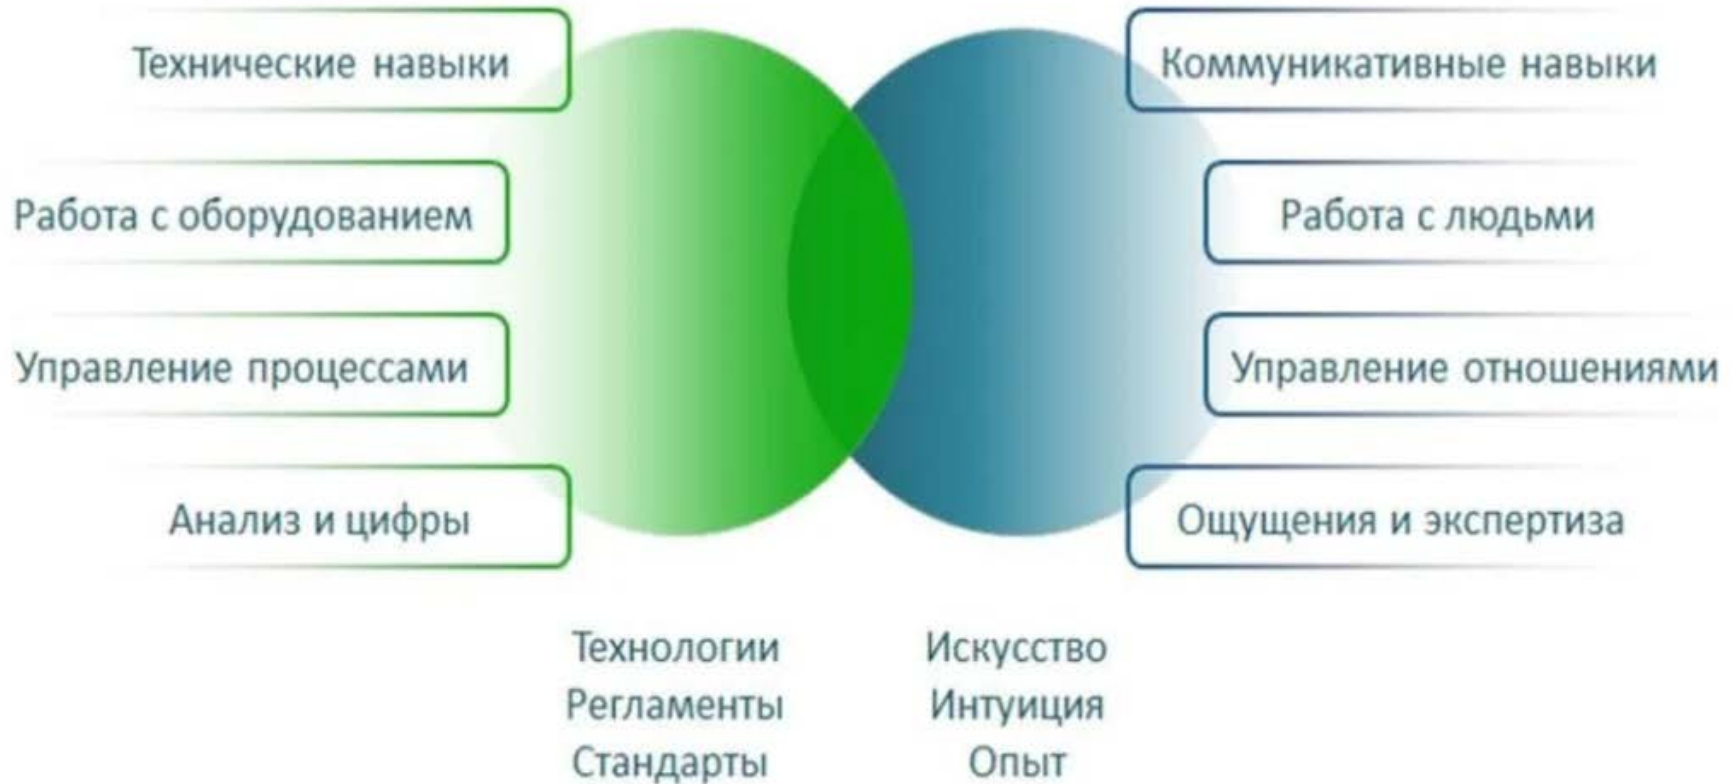 Технические навыки
Работа с оборудованием
Управление процессами
Анализ и цифры
Коммуникативные навыки
Работа с людьми
Управление отношениями
Ощущения и экспертиза
Технологии
Регламенты
Стандарты
Искусство
Интуиция
Опыт